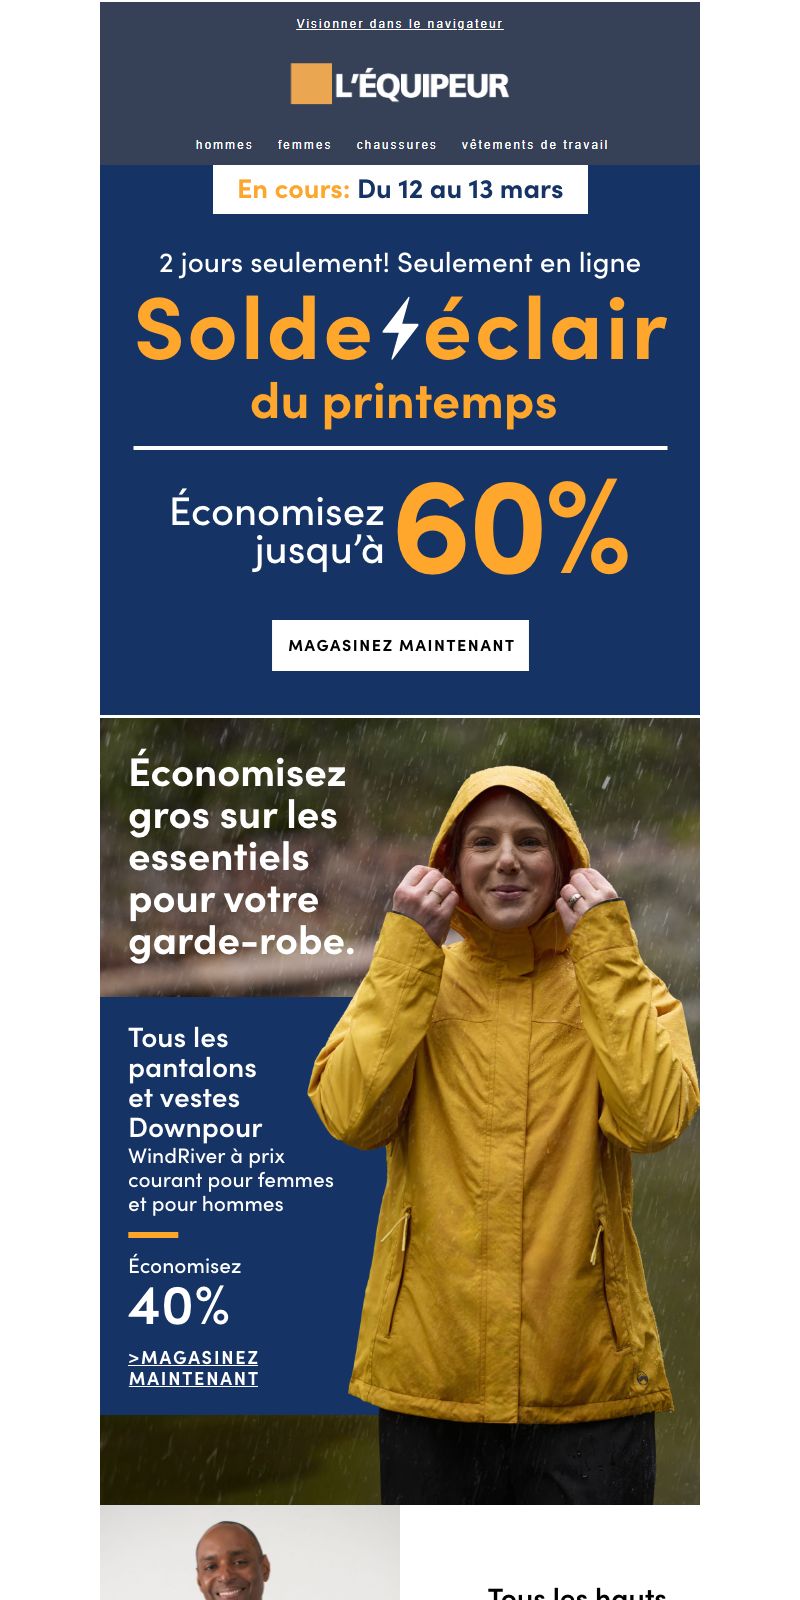 Visionner dans le navigateur
L'ÉQUIPEUR
hommes femmes chaussures vêtements de travail
En cours: Du 12 au 13 mars
2 jours seulement! Seulement en ligne
Solde éclair
du printemps
Économisez
jusqu'à 60%
MAGASINEZ MAINTENANT
Économisez
gros sur les
essentiels
pour votre
garde-robe.
Tous les
pantalons
et vestes
Downpour
WindRiver à prix
courant pour femmes
et pour hommes
Économisez
40%
>MAGASINEZ
MAINTENANT
Tous les hauts